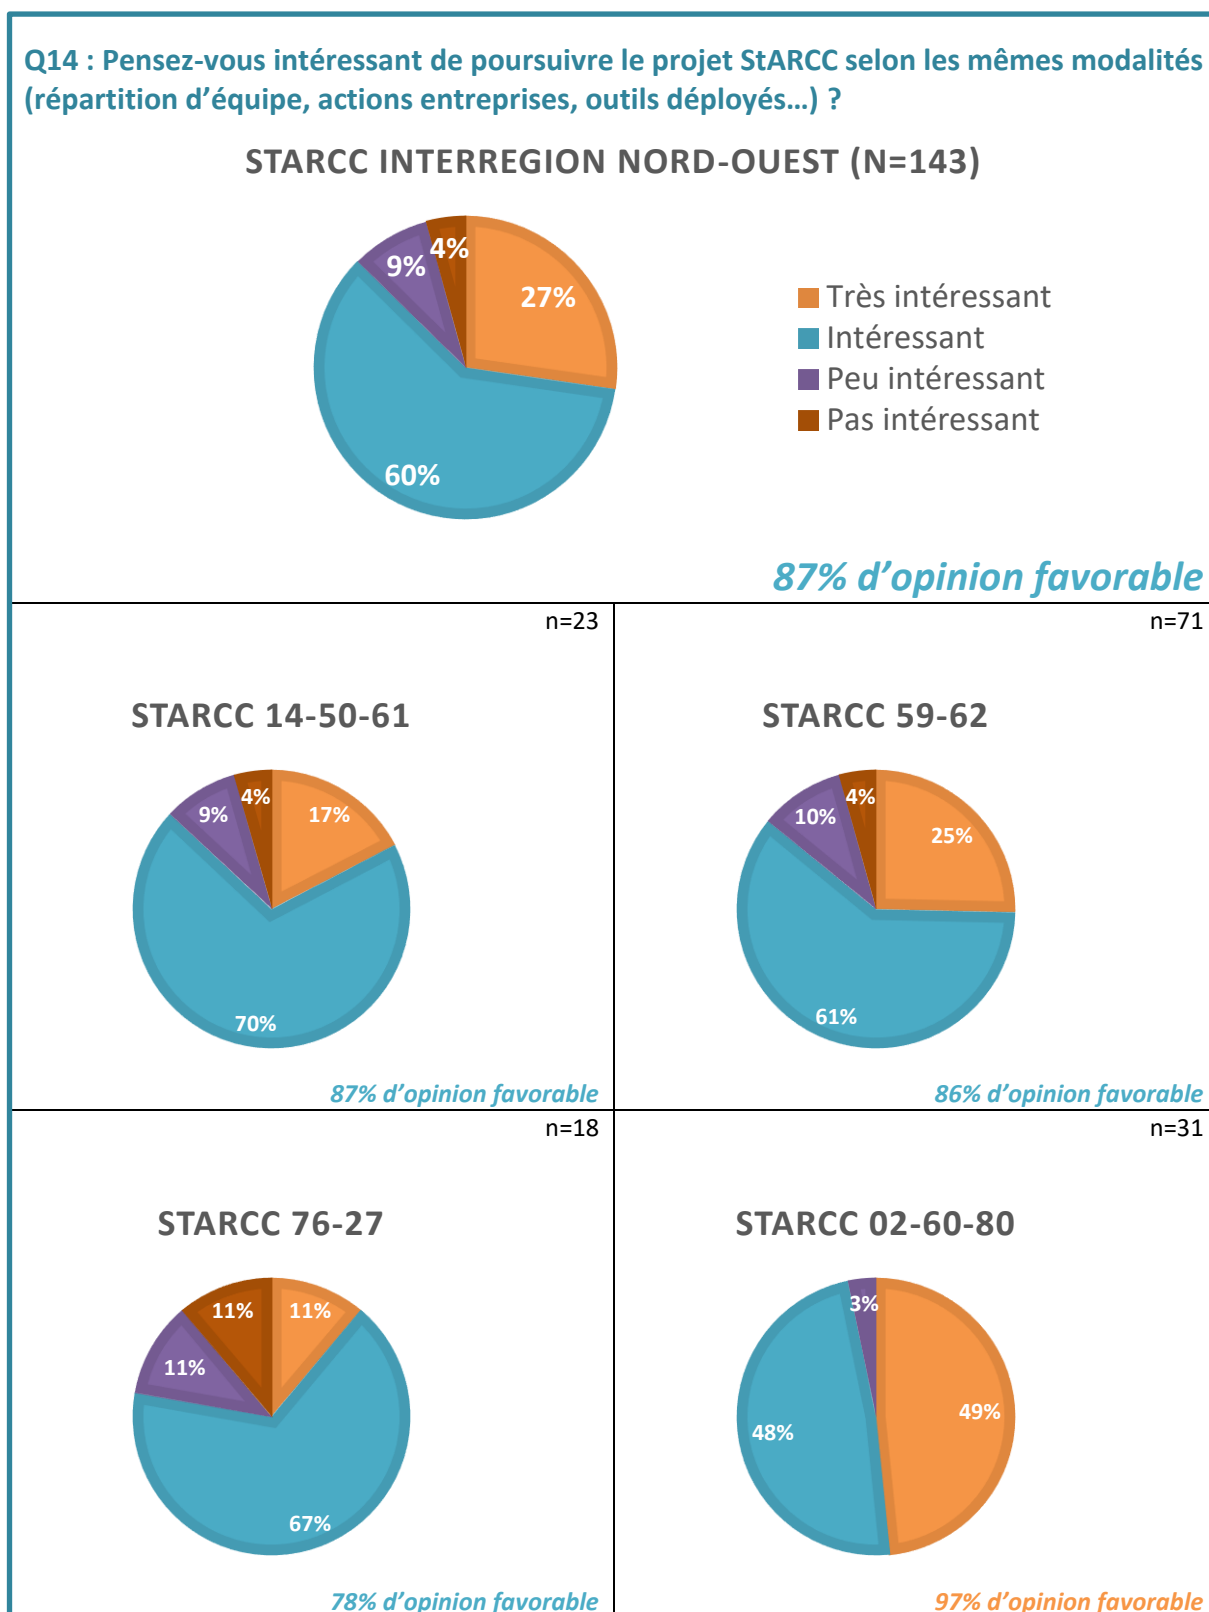 Q14 : Pensez-vous intéressant de poursuivre le projet StARCC selon les mêmes modalités
(répartition d’équipe, actions entreprises, outils déployés…) ?
STARCC INTERREGION NORD-OUEST (N=143)
4%
9%
27%
60%
Très intéressant
Intéressant
Peu intéressant
Pas intéressant
87% d’opinion favorable
n=23
STARCC 14-50-61
4%
9%
17%
70%
87% d’opinion favorable
n=71
STARCC 59-62
4%
10%
25%
61%
86% d’opinion favorable
n=18
STARCC 76-27
11%
11%
11%
67%
78% d’opinion favorable
n=31
STARCC 02-60-80
3%
49%
48%
97% d’opinion favorable